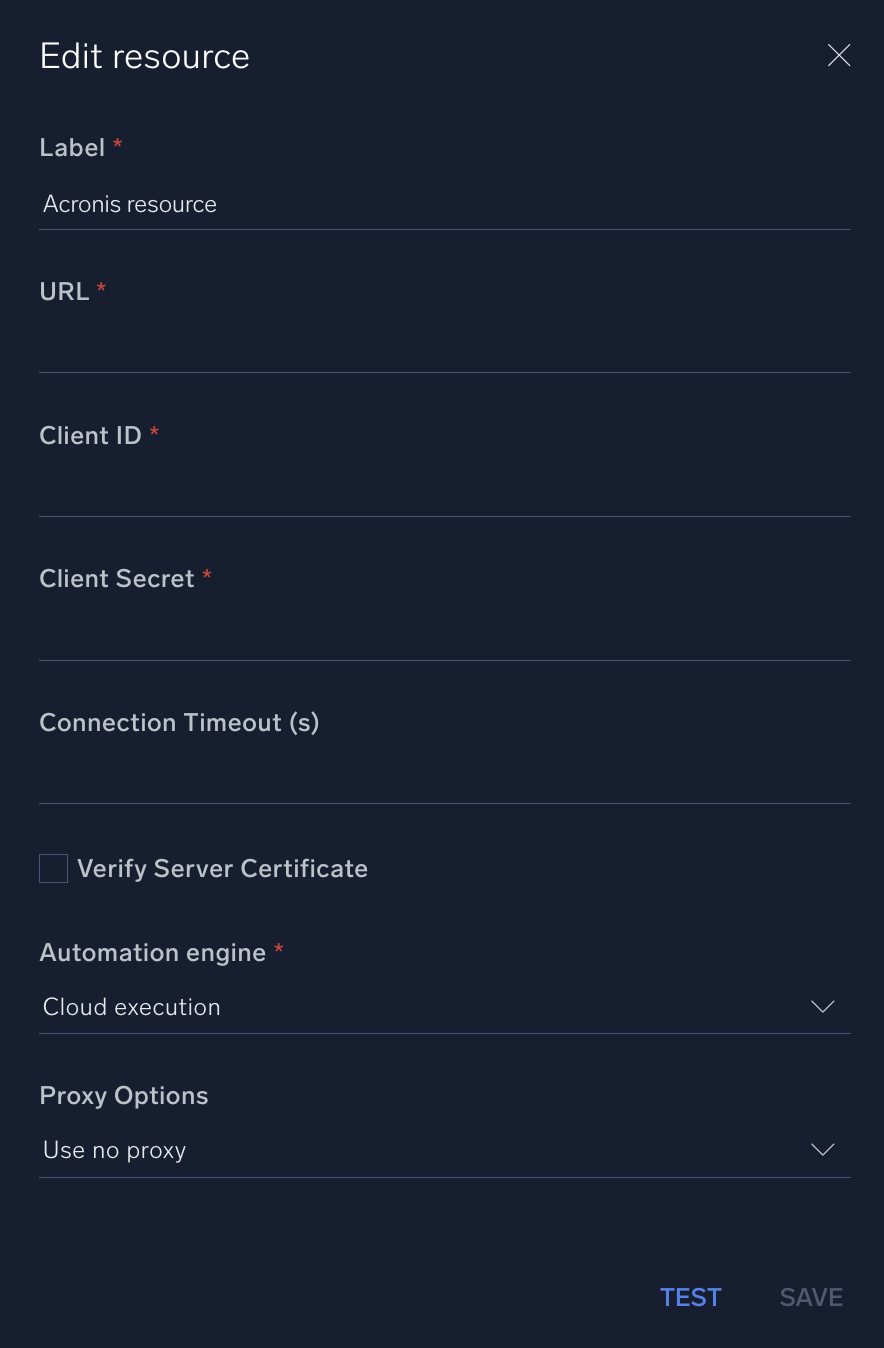 Edit resource
Label *
Acronis resource
URL *
Client ID *
Client Secret *
Connection Timeout (s)
Verify Server Certificate
Automation engine *
Cloud execution
Proxy Options
Use no proxy
TEST SAVE